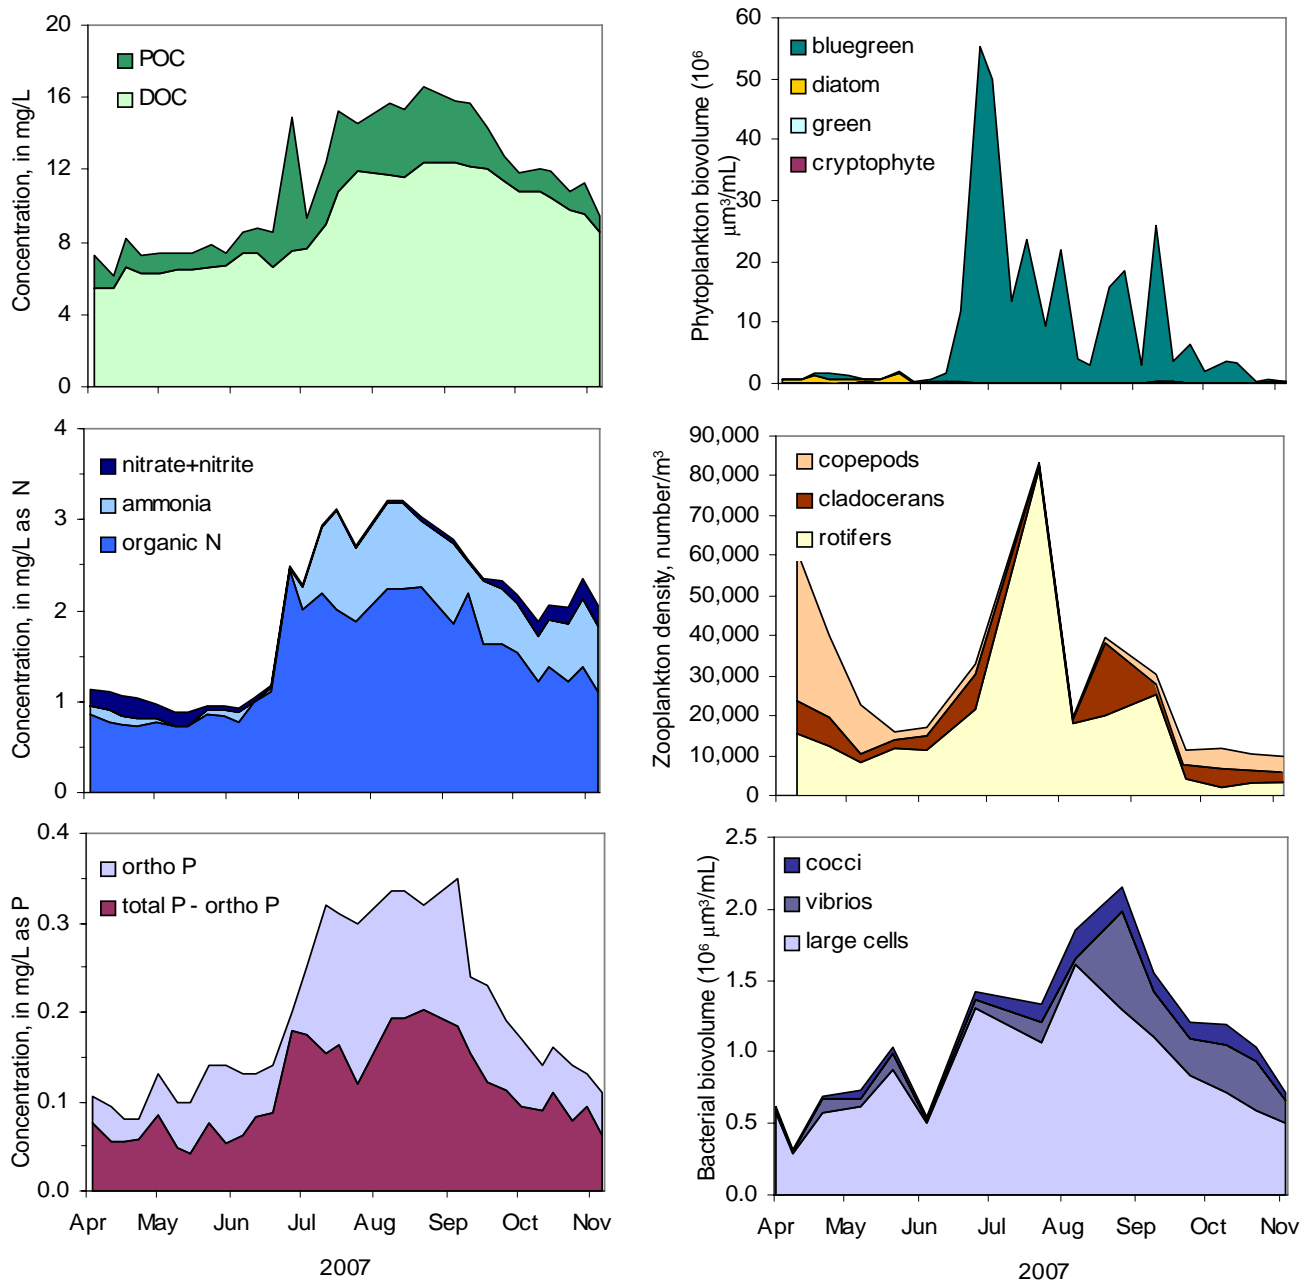 Concentration, in mg/L
20
16
12
8
4
0
POC
DOC
Phytoplankton biovolume (10⁶
µm³/mL)
60
50
40
30
20
10
0
bluegreen
diatom
green
cryptophyte
Concentration, in mg/L as N
4
3
2
1
0
nitrate+nitrite
ammonia
organic N
Zooplankton density, number/m³
90,000
80,000
70,000
60,000
50,000
40,000
30,000
20,000
10,000
0
copepods
cladocerans
rotifers
Concentration, in mg/L as P
0.4
0.3
0.2
0.1
0.0
ortho P
total P - ortho P
Apr May Jun Jul Aug Sep Oct Nov
2007
Bacterial biovolume (10⁶ µm³/mL)
2.5
2.0
1.5
1.0
0.5
0.0
cocci
vibrios
large cells
Apr May Jun Jul Aug Sep Oct Nov
2007